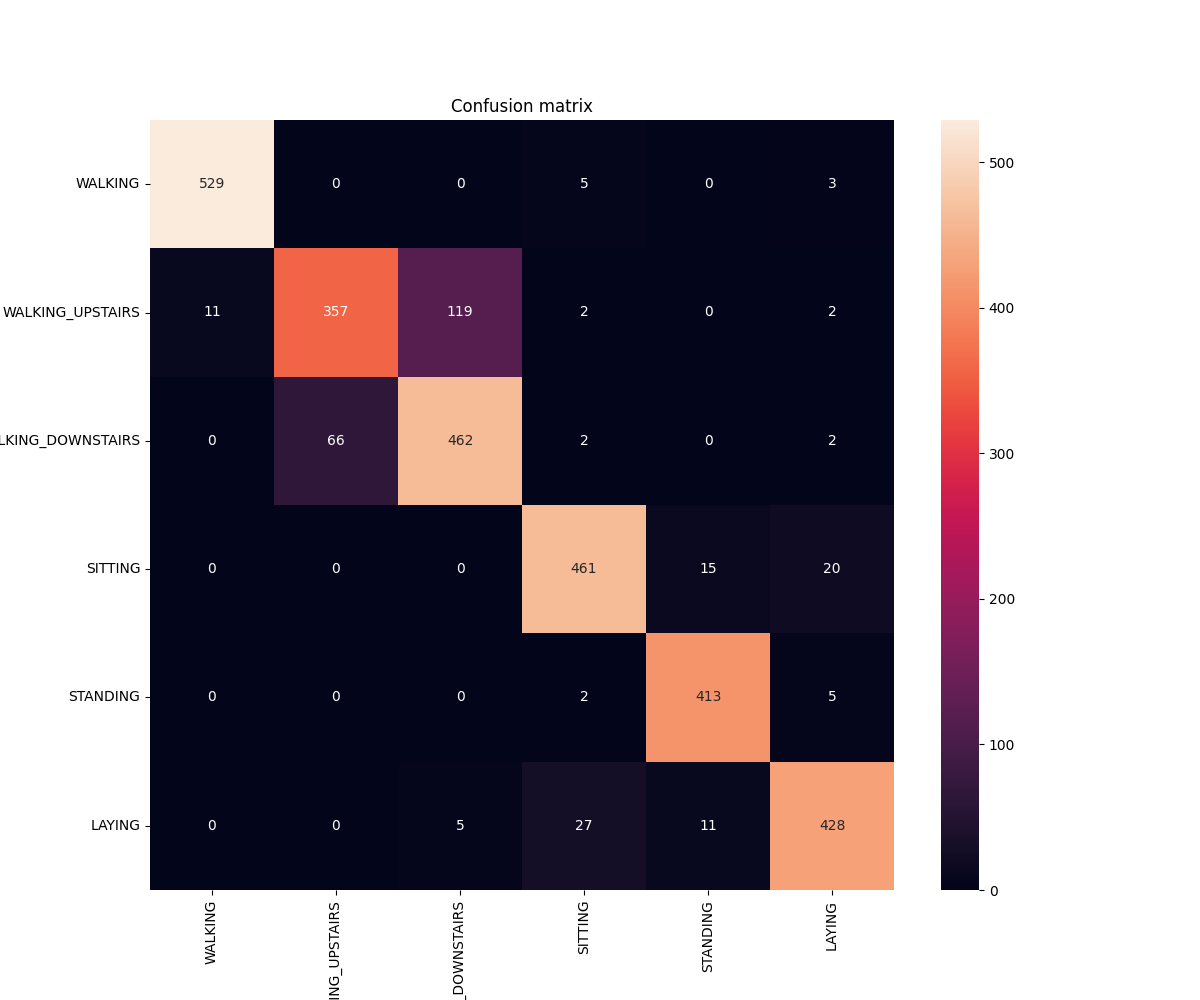 Confusion matrix
WALKING 529 0 0 5 0 3
WALKING_UPSTAIRS 11 357 119 2 0 2
LKING_DOWNSTAIRS 0 66 462 2 0 2
SITTING 0 0 0 461 15 20
STANDING 0 0 0 2 413 5
LAYING 0 0 5 27 11 428
WALKING
ING_UPSTAIRS
_DOWNSTAIRS
SITTING
STANDING
LAYING
500
400
300
200
100
0